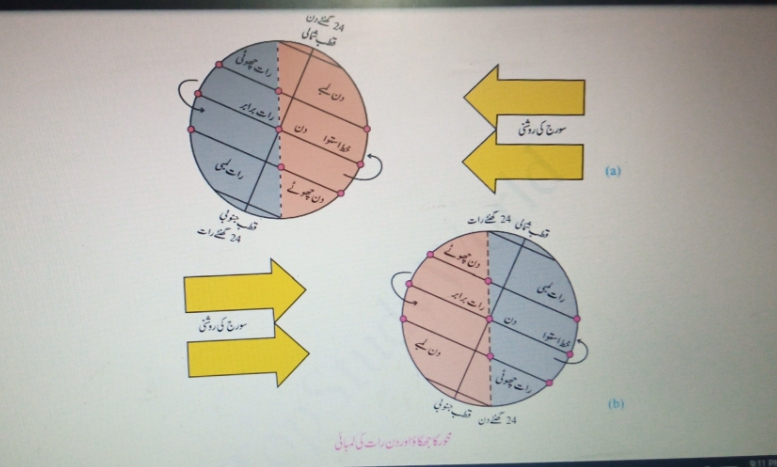 24 گھنٹے دن
قطب شمالی
رات چھوٹی
دن لمبے
رات برابر
دن
خط استوا
رات لمبی
دن چھوٹے
قطب جنوبی
24 گھنٹے رات
سورج کی روشنی
(a)
24 گھنٹے رات
قطب شمالی
دن چھوٹے
رات لمبی
رات برابر
دن
خط استوا
دن لمبے
رات چھوٹی
قطب جنوبی
24 گھنٹے دن
سورج کی روشنی
(b)
محور کا جھکاؤ اور دن رات کی لمبائی